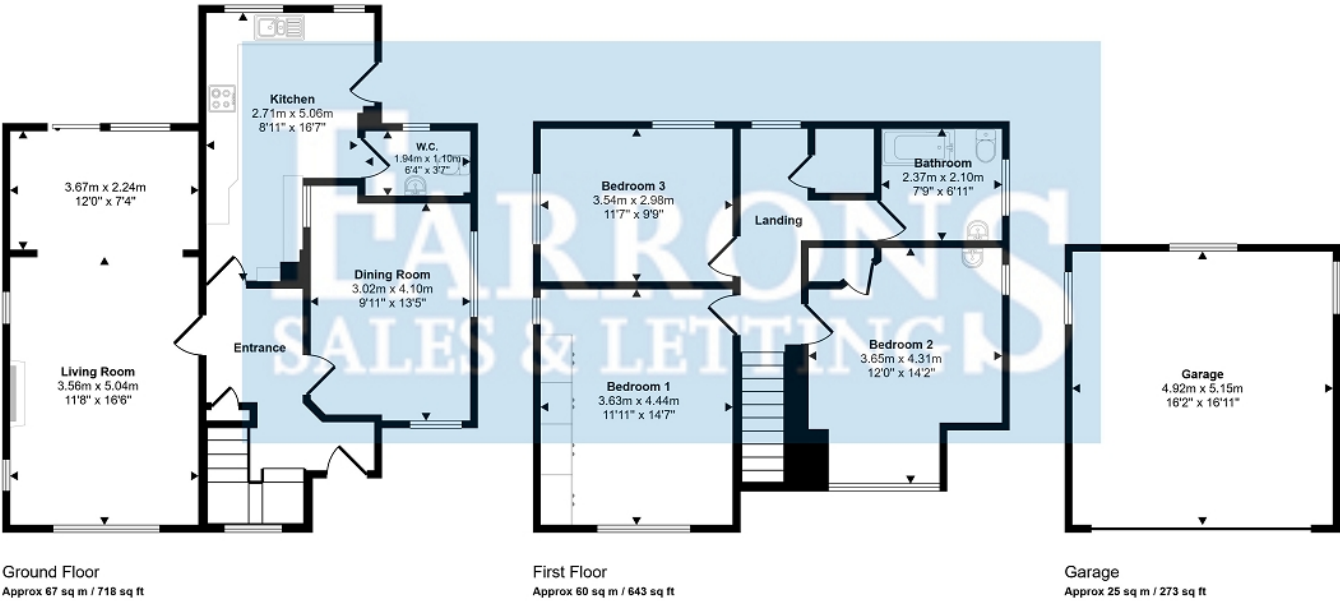 Kitchen
2.71m x 5.06m
8'11" x 16'7"
W.C.
1.94m x 1.10m
6'4" x 3'7"
3.67m x 2.24m
12'0" x 7'4"
Dining Room
3.02m x 4.10m
9'11" x 13'5"
Entrance
Living Room
3.56m x 5.04m
11'8" x 16'6"
Ground Floor
Approx 67 sq m / 718 sq ft
Bedroom 3
3.54m x 2.98m
11'7" x 9'9"
Landing
Bathroom
2.37m x 2.10m
7'9" x 6'11"
Bedroom 2
3.65m x 4.31m
12'0" x 14'2"
Bedroom 1
3.63m x 4.44m
11'11" x 14'7"
First Floor
Approx 60 sq m / 643 sq ft
Garage
4.92m x 5.15m
16'2" x 16'11"
Garage
Approx 25 sq m / 273 sq ft
FARRONS
SALES & LETTINGS